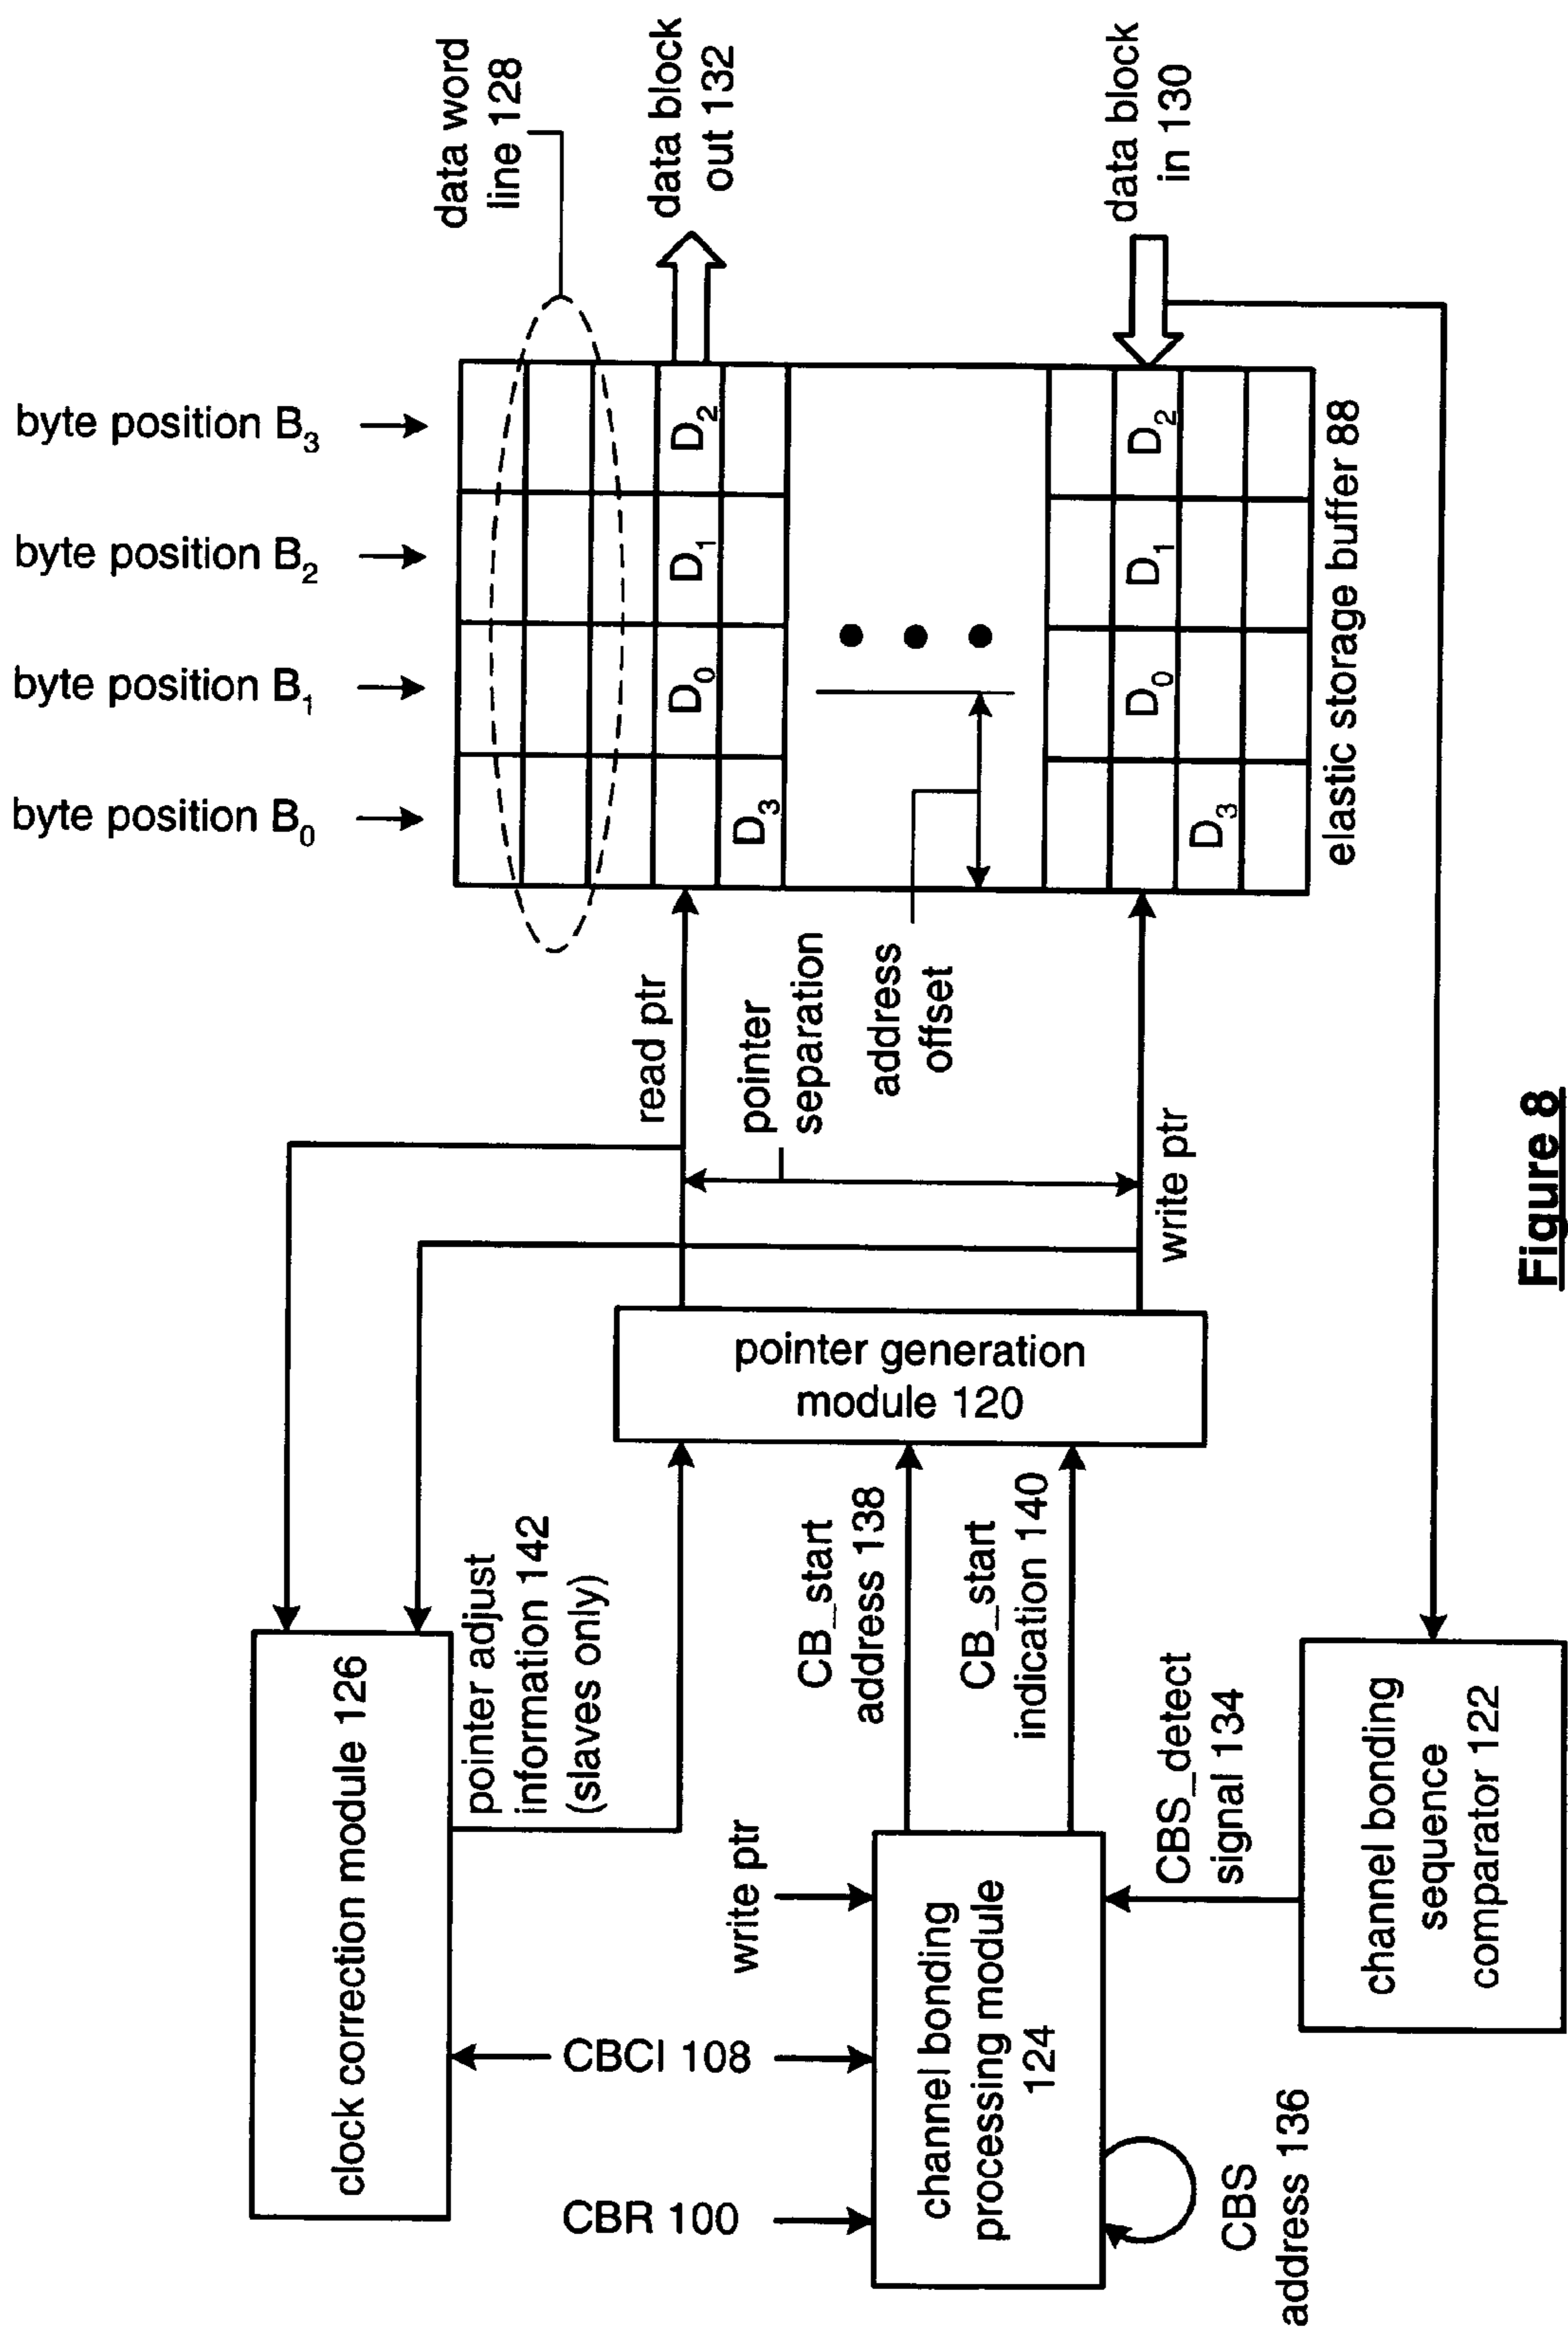 byte position B0
byte position B1
byte position B2
byte position B3
data word
line 128
data block
out 132
data block
in 130
D0
D1
D2
D3
D0
D1
D2
D3
elastic storage buffer 88
read ptr
pointer
separation
address
offset
write ptr
pointer generation
module 120
clock correction module 126
pointer adjust
information 142
(slaves only)
CB_start
address 138
CB_start
indication 140
write ptr
CBCI 108
CBR 100
channel bonding
processing module
124
CBS_detect
signal 134
CBS
address 136
channel bonding
sequence
comparator 122
Figure 8